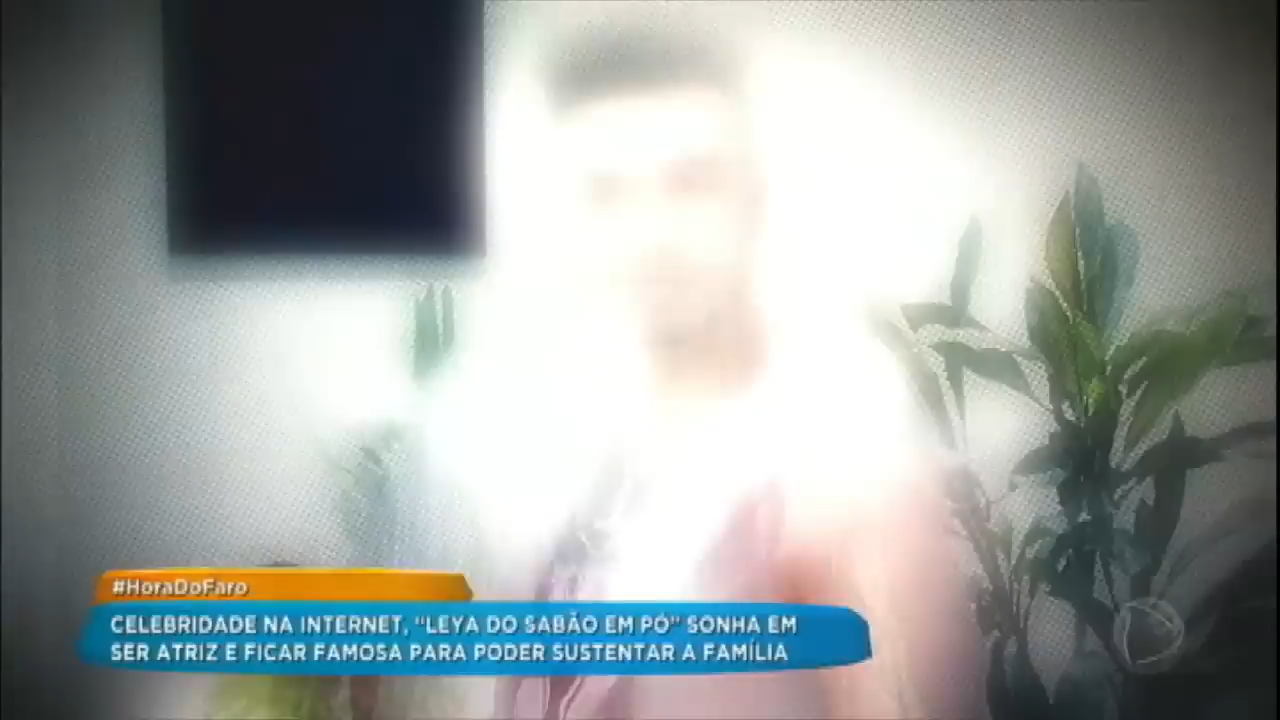 #HoraDoFaro
CELEBRIDADE NA INTERNET, "LEYA DO SABÃO EM PÓ" SONHA EM
SER ATRIZ E FICAR FAMOSA PARA PODER SUSTENTAR A FAMÍLIA